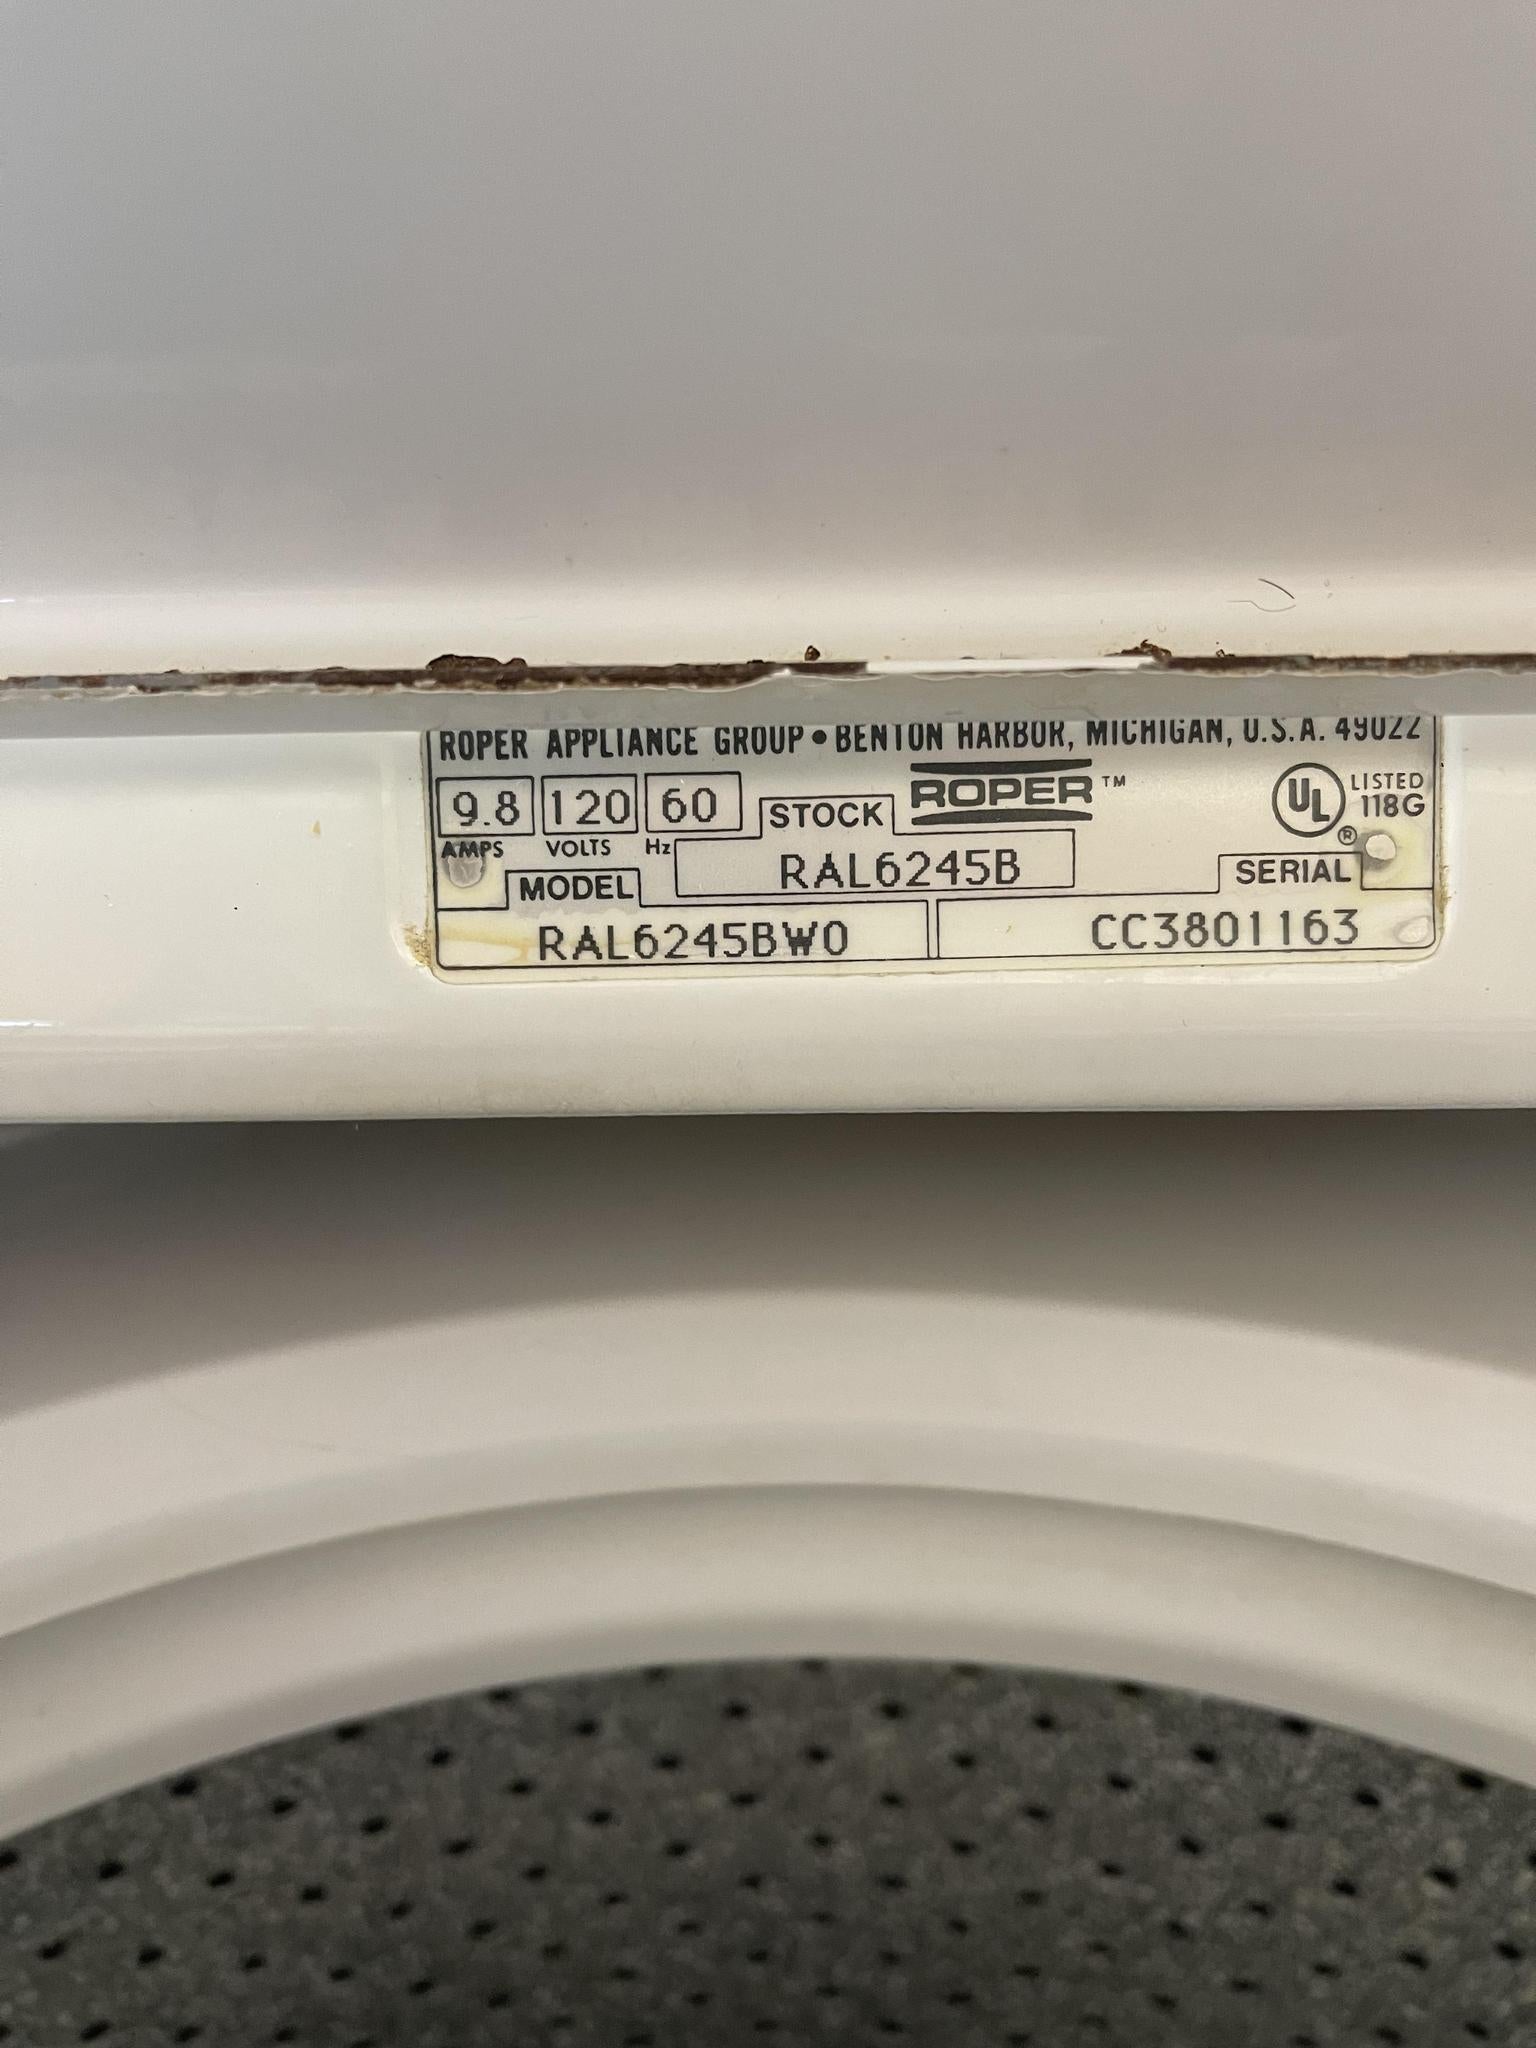 ROPER APPLIANCE GROUP • BENTON HARBOR, MICHIGAN, U.S.A. 49022
9.8 120 60
AMPS VOLTS Hz
STOCK
RAL6245B
ROPER™
UL® LISTED
118G
MODEL
RAL6245BW0
SERIAL
CC3801163